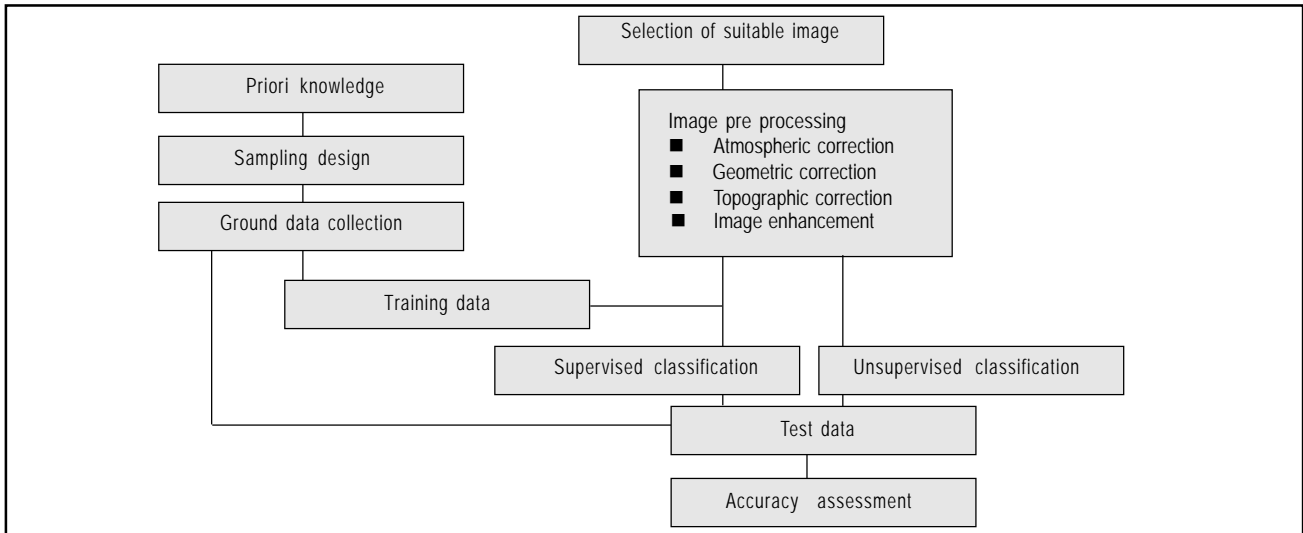 Selection of suitable image
Priori knowledge
Sampling design
Ground data collection
Image pre processing
■ Atmospheric correction
■ Geometric correction
■ Topographic correction
■ Image enhancement
Training data
Supervised classification
Unsupervised classification
Test data
Accuracy assessment